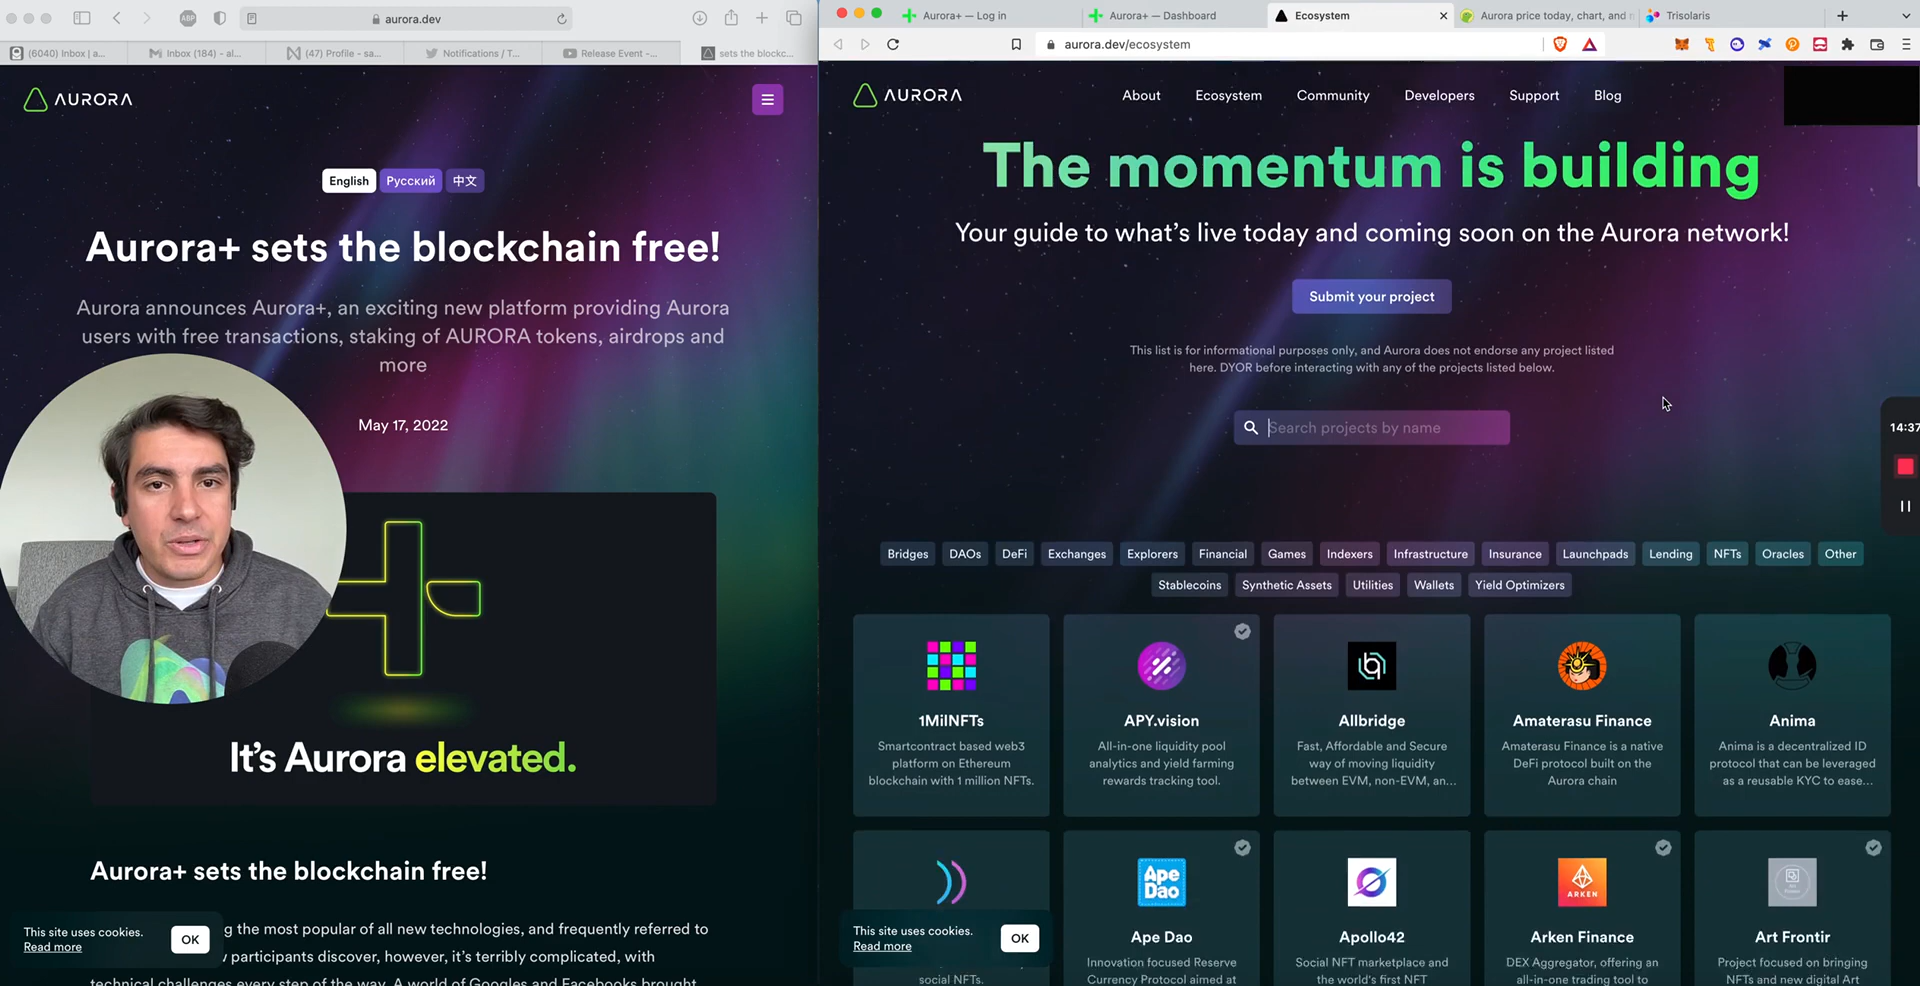 aurora.dev
(6040) Inbox | a...
Inbox (184) - al...
(47) Profile - sa...
Notifications / T...
Release Event -...
sets the blockc...
AURORA
English
Русский
中文
Aurora+ sets the blockchain free!
Aurora announces Aurora+, an exciting new platform providing Aurora
users with free transactions, staking of AURORA tokens, airdrops and
more
May 17, 2022
It's Aurora elevated.
Aurora+ sets the blockchain free!
g the most popular of all new technologies, and frequently referred to
participants discover, however, it's terribly complicated, with
technical challenges every step of the way. A world of Googles and Facebooks brought
This site uses cookies.
Read more
OK
Aurora+ — Log in
Aurora+ — Dashboard
Ecosystem
Aurora price today, chart, and
Trisolaris
aurora.dev/ecosystem
AURORA
About
Ecosystem
Community
Developers
Support
Blog
The momentum is building
Your guide to what's live today and coming soon on the Aurora network!
Submit your project
This list is for informational purposes only, and Aurora does not endorse any project listed
here. DYOR before interacting with any of the projects listed below.
Search projects by name
14:37
Bridges
DAOs
DeFi
Exchanges
Explorers
Financial
Games
Indexers
Infrastructure
Insurance
Launchpads
Lending
NFTs
Oracles
Other
Stablecoins
Synthetic Assets
Utilities
Wallets
Yield Optimizers
1MilNFTs
Smartcontract based web3
platform on Ethereum
blockchain with 1 million NFTs.
APY.vision
All-in-one liquidity pool
analytics and yield farming
rewards tracking tool.
Allbridge
Fast, Affordable and Secure
way of moving liquidity
between EVM, non-EVM, an...
Amaterasu Finance
Amaterasu Finance is a native
DeFi protocol built on the
Aurora chain
Anima
Anima is a decentralized ID
protocol that can be leveraged
as a reusable KYC to ease...
social NFTs.
Ape Dao
Ape Dao
Innovation focused Reserve
Currency Protocol aimed at
Apollo42
Social NFT marketplace and
the world's first NFT
ARKEN
Arken Finance
DEX Aggregator, offering an
all-in-one trading tool to
Art Frontir
Project focused on bringing
NFTs and new digital Art
This site uses cookies.
Read more
OK